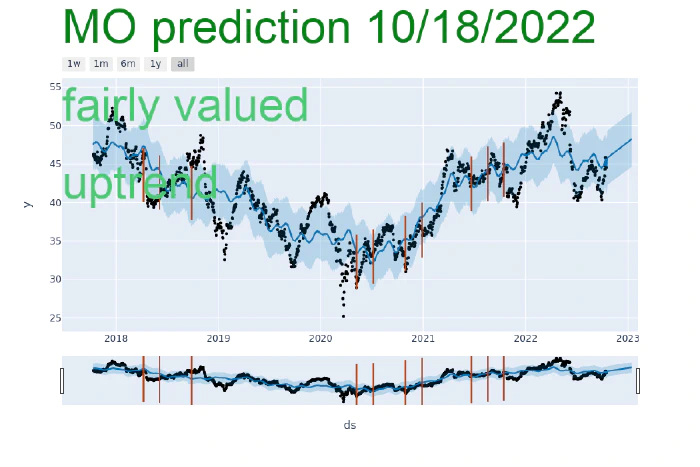 MO prediction 10/18/2022
1w 1m 6m 1y all
fairly valued
uptrend
55
50
45
40
35
30
25
y
2018 2019 2020 2021 2022 2023
ds